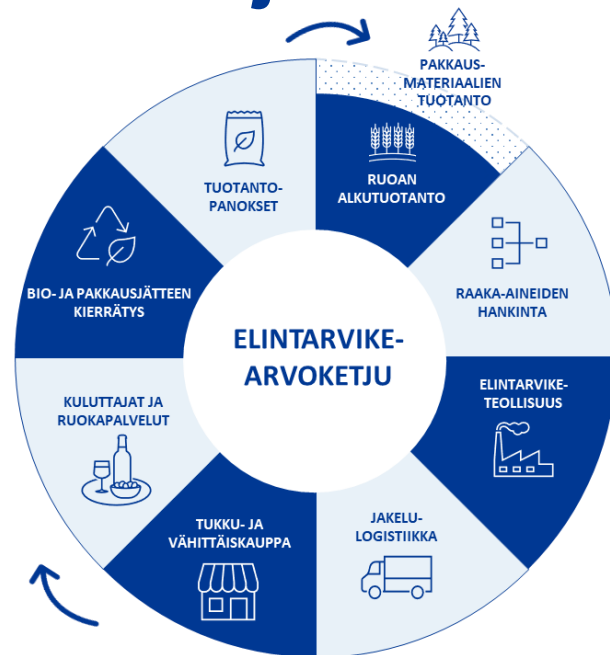 PAKKAUS-
MATERIAALIEN
TUOTANTO
RUOAN
ALKUTUOTANTO
RAAKA-AINEIDEN
HANKINTA
ELINTARVIKE-
TEOLLISUUS
JAKELU-
LOGISTIIKKA
TUKKU- JA
VÄHITTÄISKAUPPA
KULUTTAJAT JA
RUOKAPALVELUT
BIO- JA PAKKAUSJÄTTEEN
KIERRÄTYS
TUOTANTO-
PANOKSET
ELINTARVIKE-
ARVOKETJU